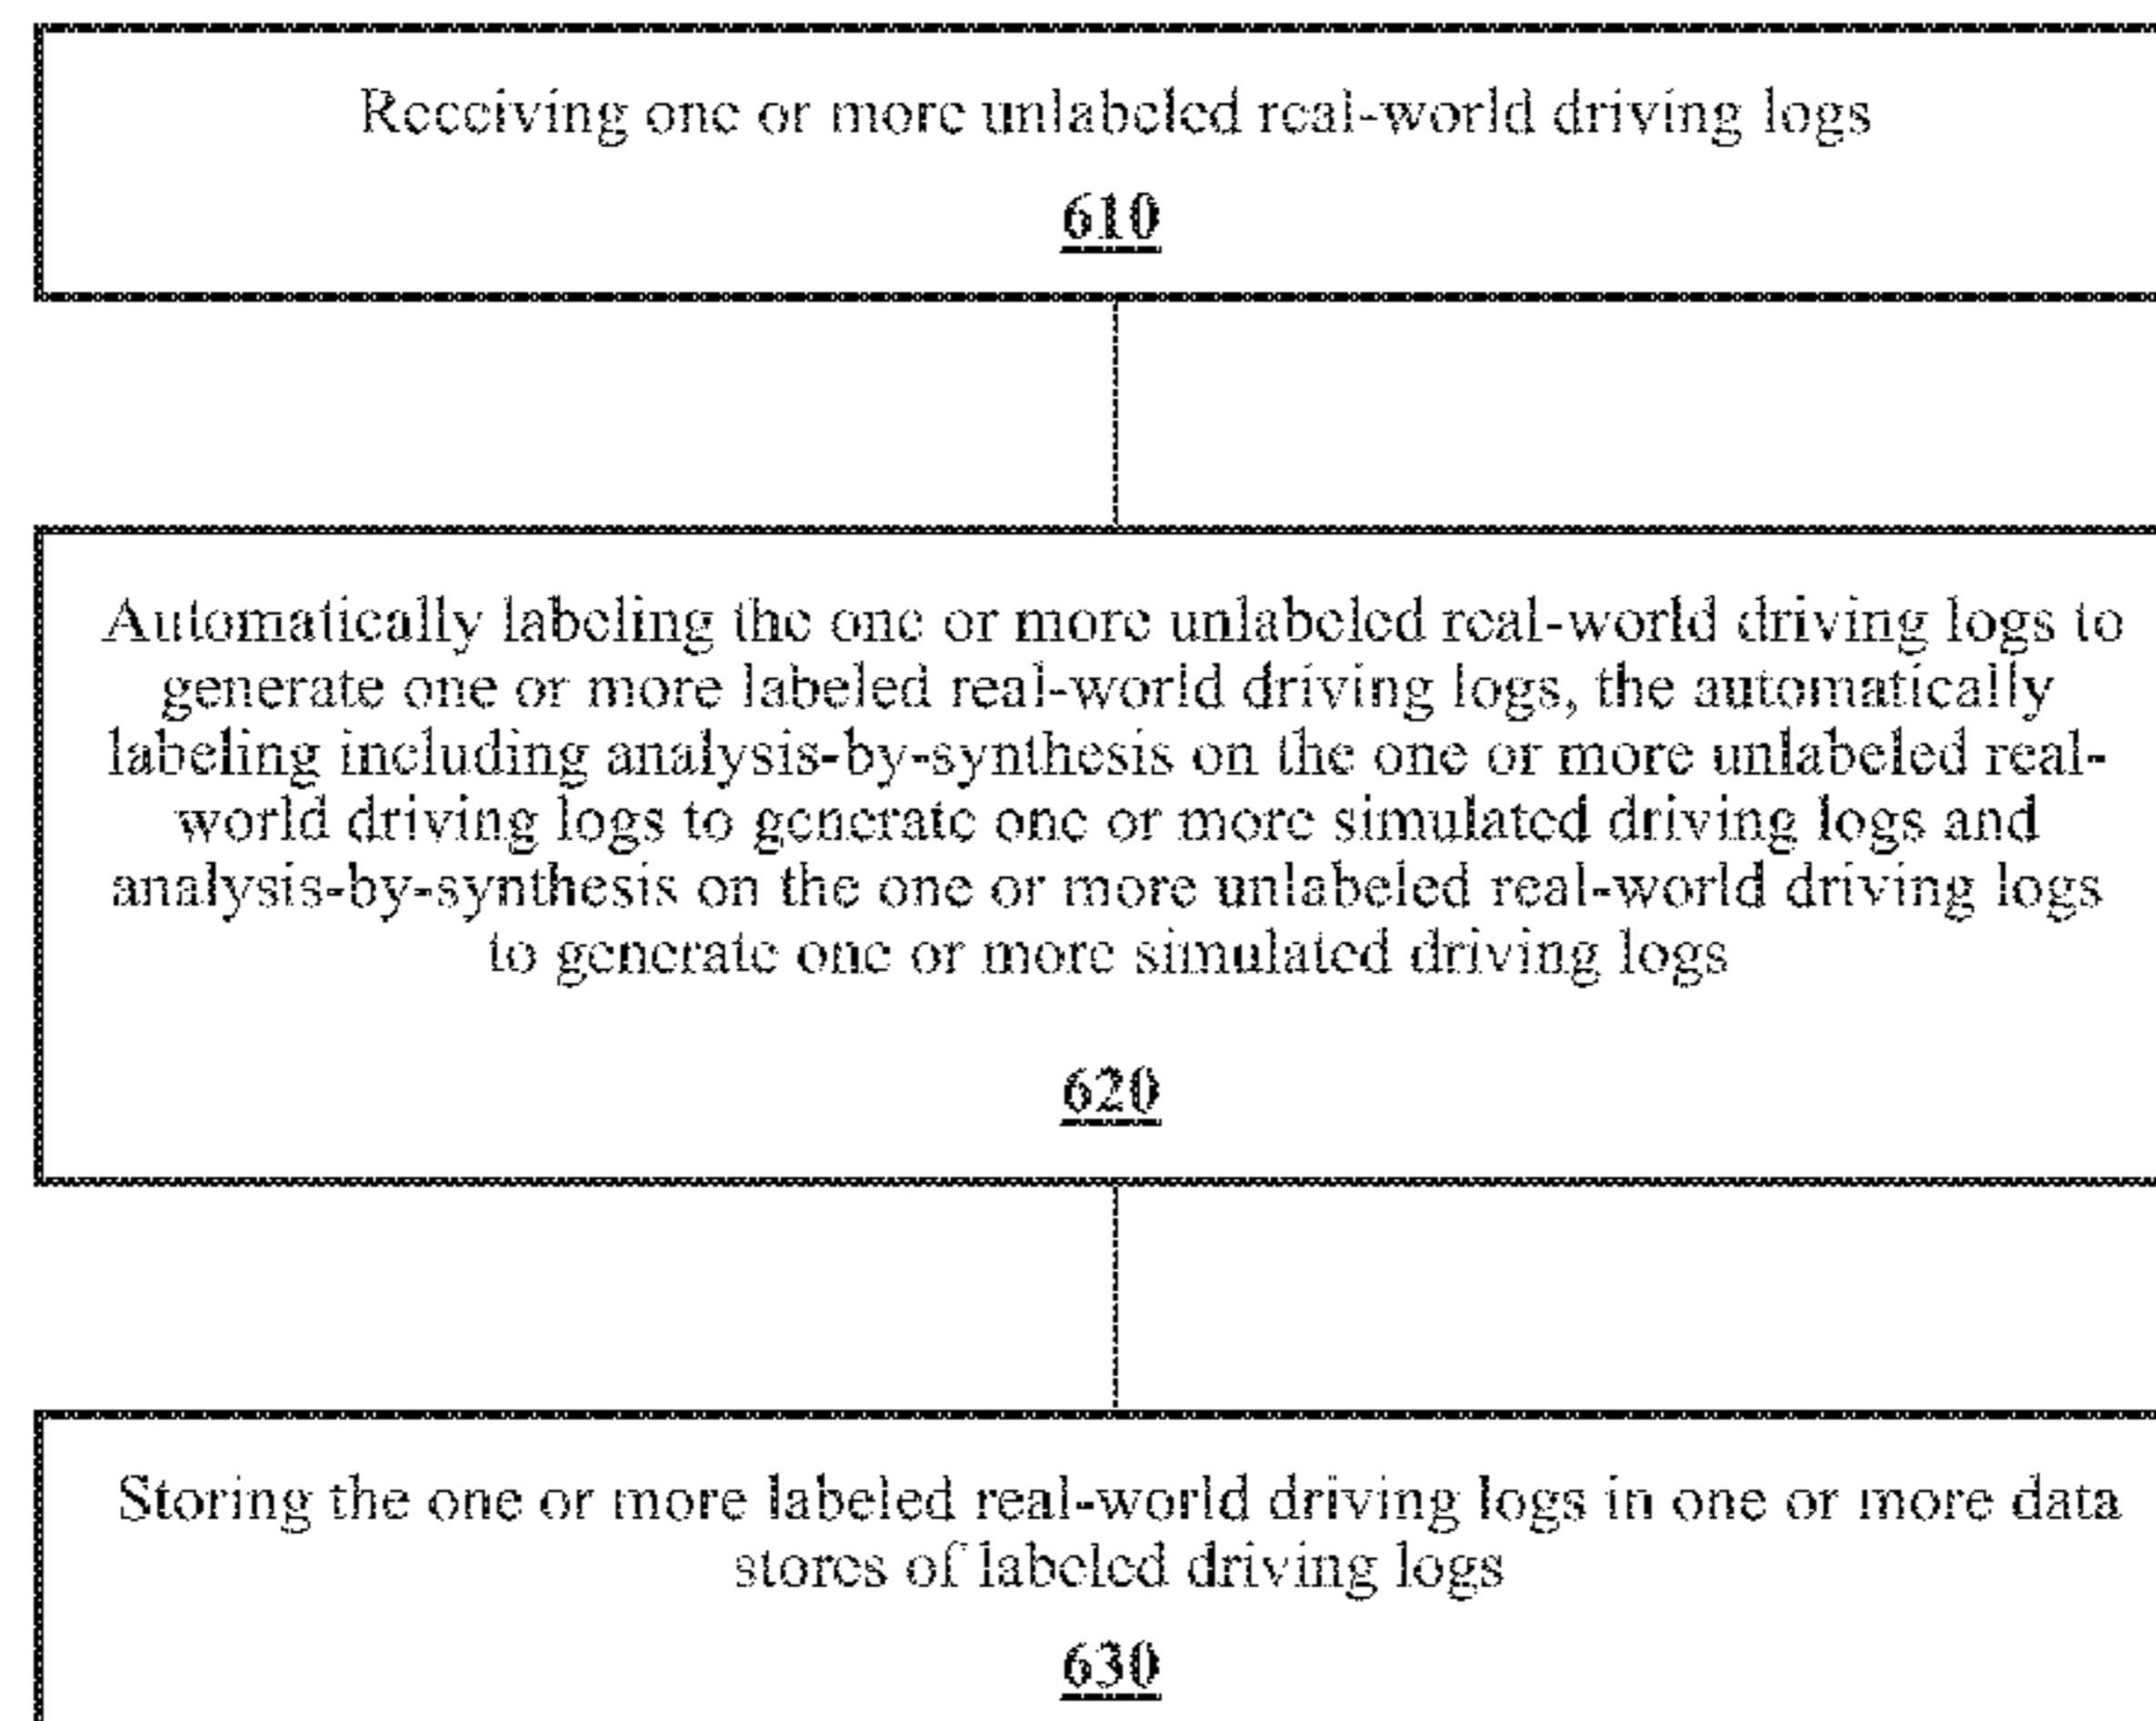 Receiving one or more unlabeled real-world driving logs
610
Automatically labeling the one or more unlabeled real-world driving logs to
generate one or more labeled real-world driving logs, the automatically
labeling including analysis-by-synthesis on the one or more unlabeled real-
world driving logs to generate one or more simulated driving logs and
analysis-by-synthesis on the one or more unlabeled real-world driving logs
to generate one or more simulated driving logs
620
Storing the one or more labeled real-world driving logs in one or more data
stores of labeled driving logs
630